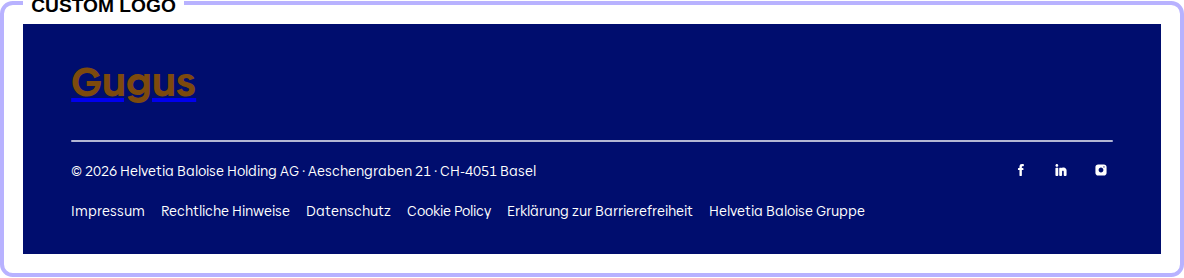 CUSTOM LOGO
Gugus
© 2026 Helvetia Baloise Holding AG · Aeschengraben 21 · CH-4051 Basel
Impressum Rechtliche Hinweise Datenschutz Cookie Policy Erklärung zur Barrierefreiheit Helvetia Baloise Gruppe